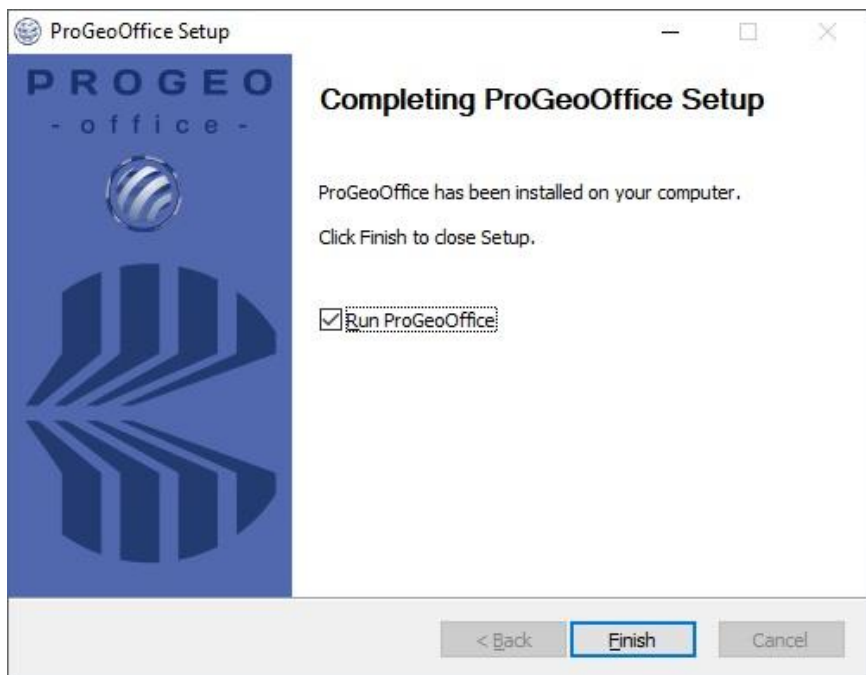 ProGeoOffice Setup
PROGEO
- office -
Completing ProGeoOffice Setup
ProGeoOffice has been installed on your computer.
Click Finish to close Setup.
Run ProGeoOffice
< Back
Finish
Cancel